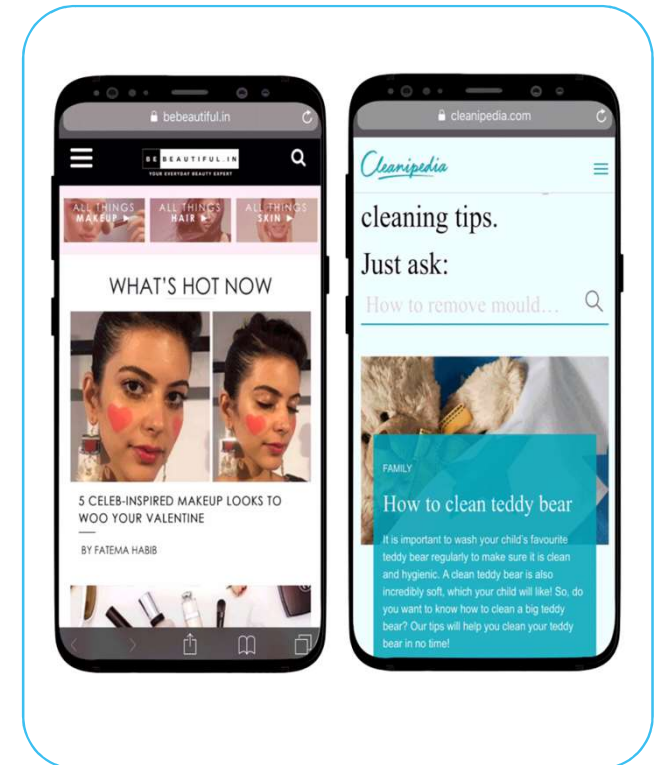 bebeautiful.in
BEBEAUTIFUL.IN
YOUR EVERYDAY BEAUTY EXPERT
ALL THINGS
MAKEUP
ALL THINGS
HAIR
ALL THINGS
SKIN
WHAT'S HOT NOW
5 CELEB-INSPIRED MAKEUP LOOKS TO
WOO YOUR VALENTINE
BY FATEMA HABIB
cleanipedia.com
Cleanipedia
cleaning tips.
Just ask:
How to remove mould...
FAMILY
How to clean teddy bear
It is important to wash your child's favourite
teddy bear regularly to make sure it is clean
and hygienic. A clean teddy bear is also
incredibly soft, which your child will like! So, do
you want to know how to clean a big teddy
bear? Our tips will help you clean your teddy
bear in no time!